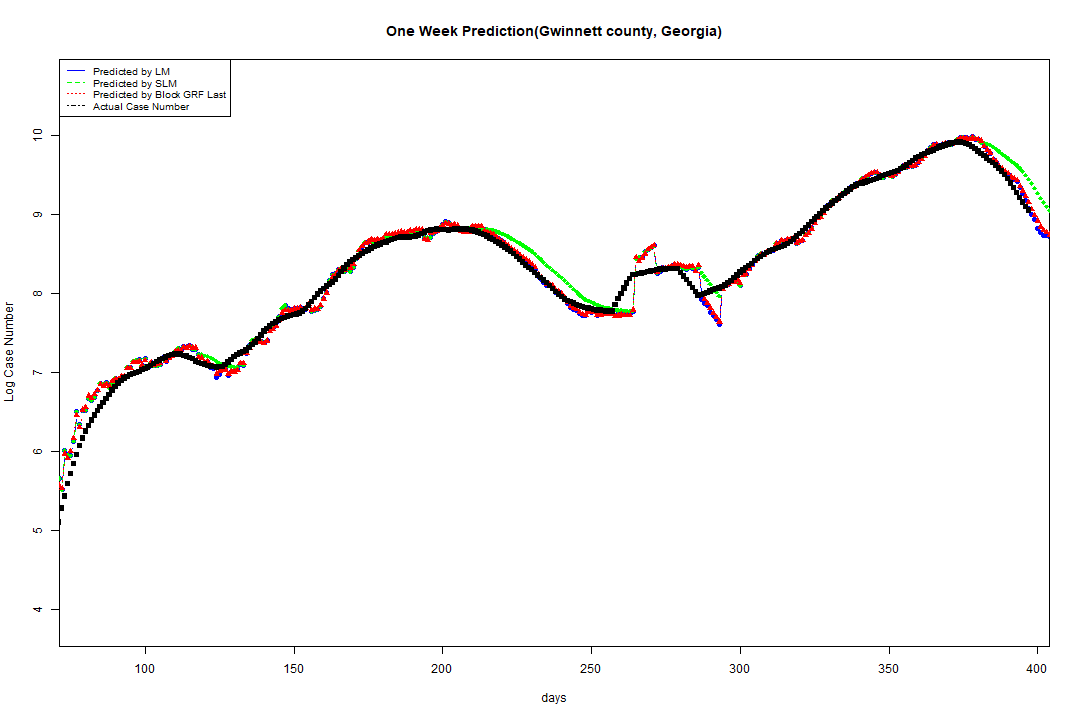 One Week Prediction(Gwinnett county, Georgia)
Predicted by LM
Predicted by SLM
Predicted by Block GRF Last
Actual Case Number
Log Case Number
10
9
8
7
6
5
4
100 150 200 250 300 350 400
days